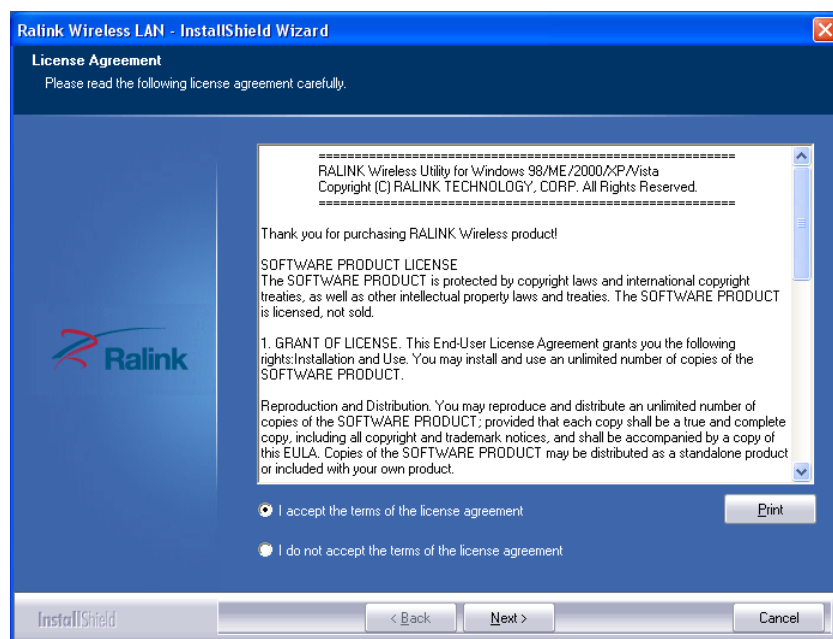 Ralink Wireless LAN - InstallShield Wizard
License Agreement
Please read the following license agreement carefully.
============================================================
RALINK Wireless Utility for Windows 98/ME/2000/XP/Vista
Copyright (C) RALINK TECHNOLOGY, CORP. All Rights Reserved.
============================================================
Thank you for purchasing RALINK Wireless product!
SOFTWARE PRODUCT LICENSE
The SOFTWARE PRODUCT is protected by copyright laws and international copyright
treaties, as well as other intellectual property laws and treaties. The SOFTWARE PRODUCT
is licensed, not sold.
1. GRANT OF LICENSE. This End-User License Agreement grants you the following
rights:Installation and Use. You may install and use an unlimited number of copies of the
SOFTWARE PRODUCT.
Reproduction and Distribution. You may reproduce and distribute an unlimited number of
copies of the SOFTWARE PRODUCT; provided that each copy shall be a true and complete
copy, including all copyright and trademark notices, and shall be accompanied by a copy of
this EULA. Copies of the SOFTWARE PRODUCT may be distributed as a standalone product
or included with your own product.
Ralink
I accept the terms of the license agreement
Print
I do not accept the terms of the license agreement
InstallShield
< Back
Next >
Cancel